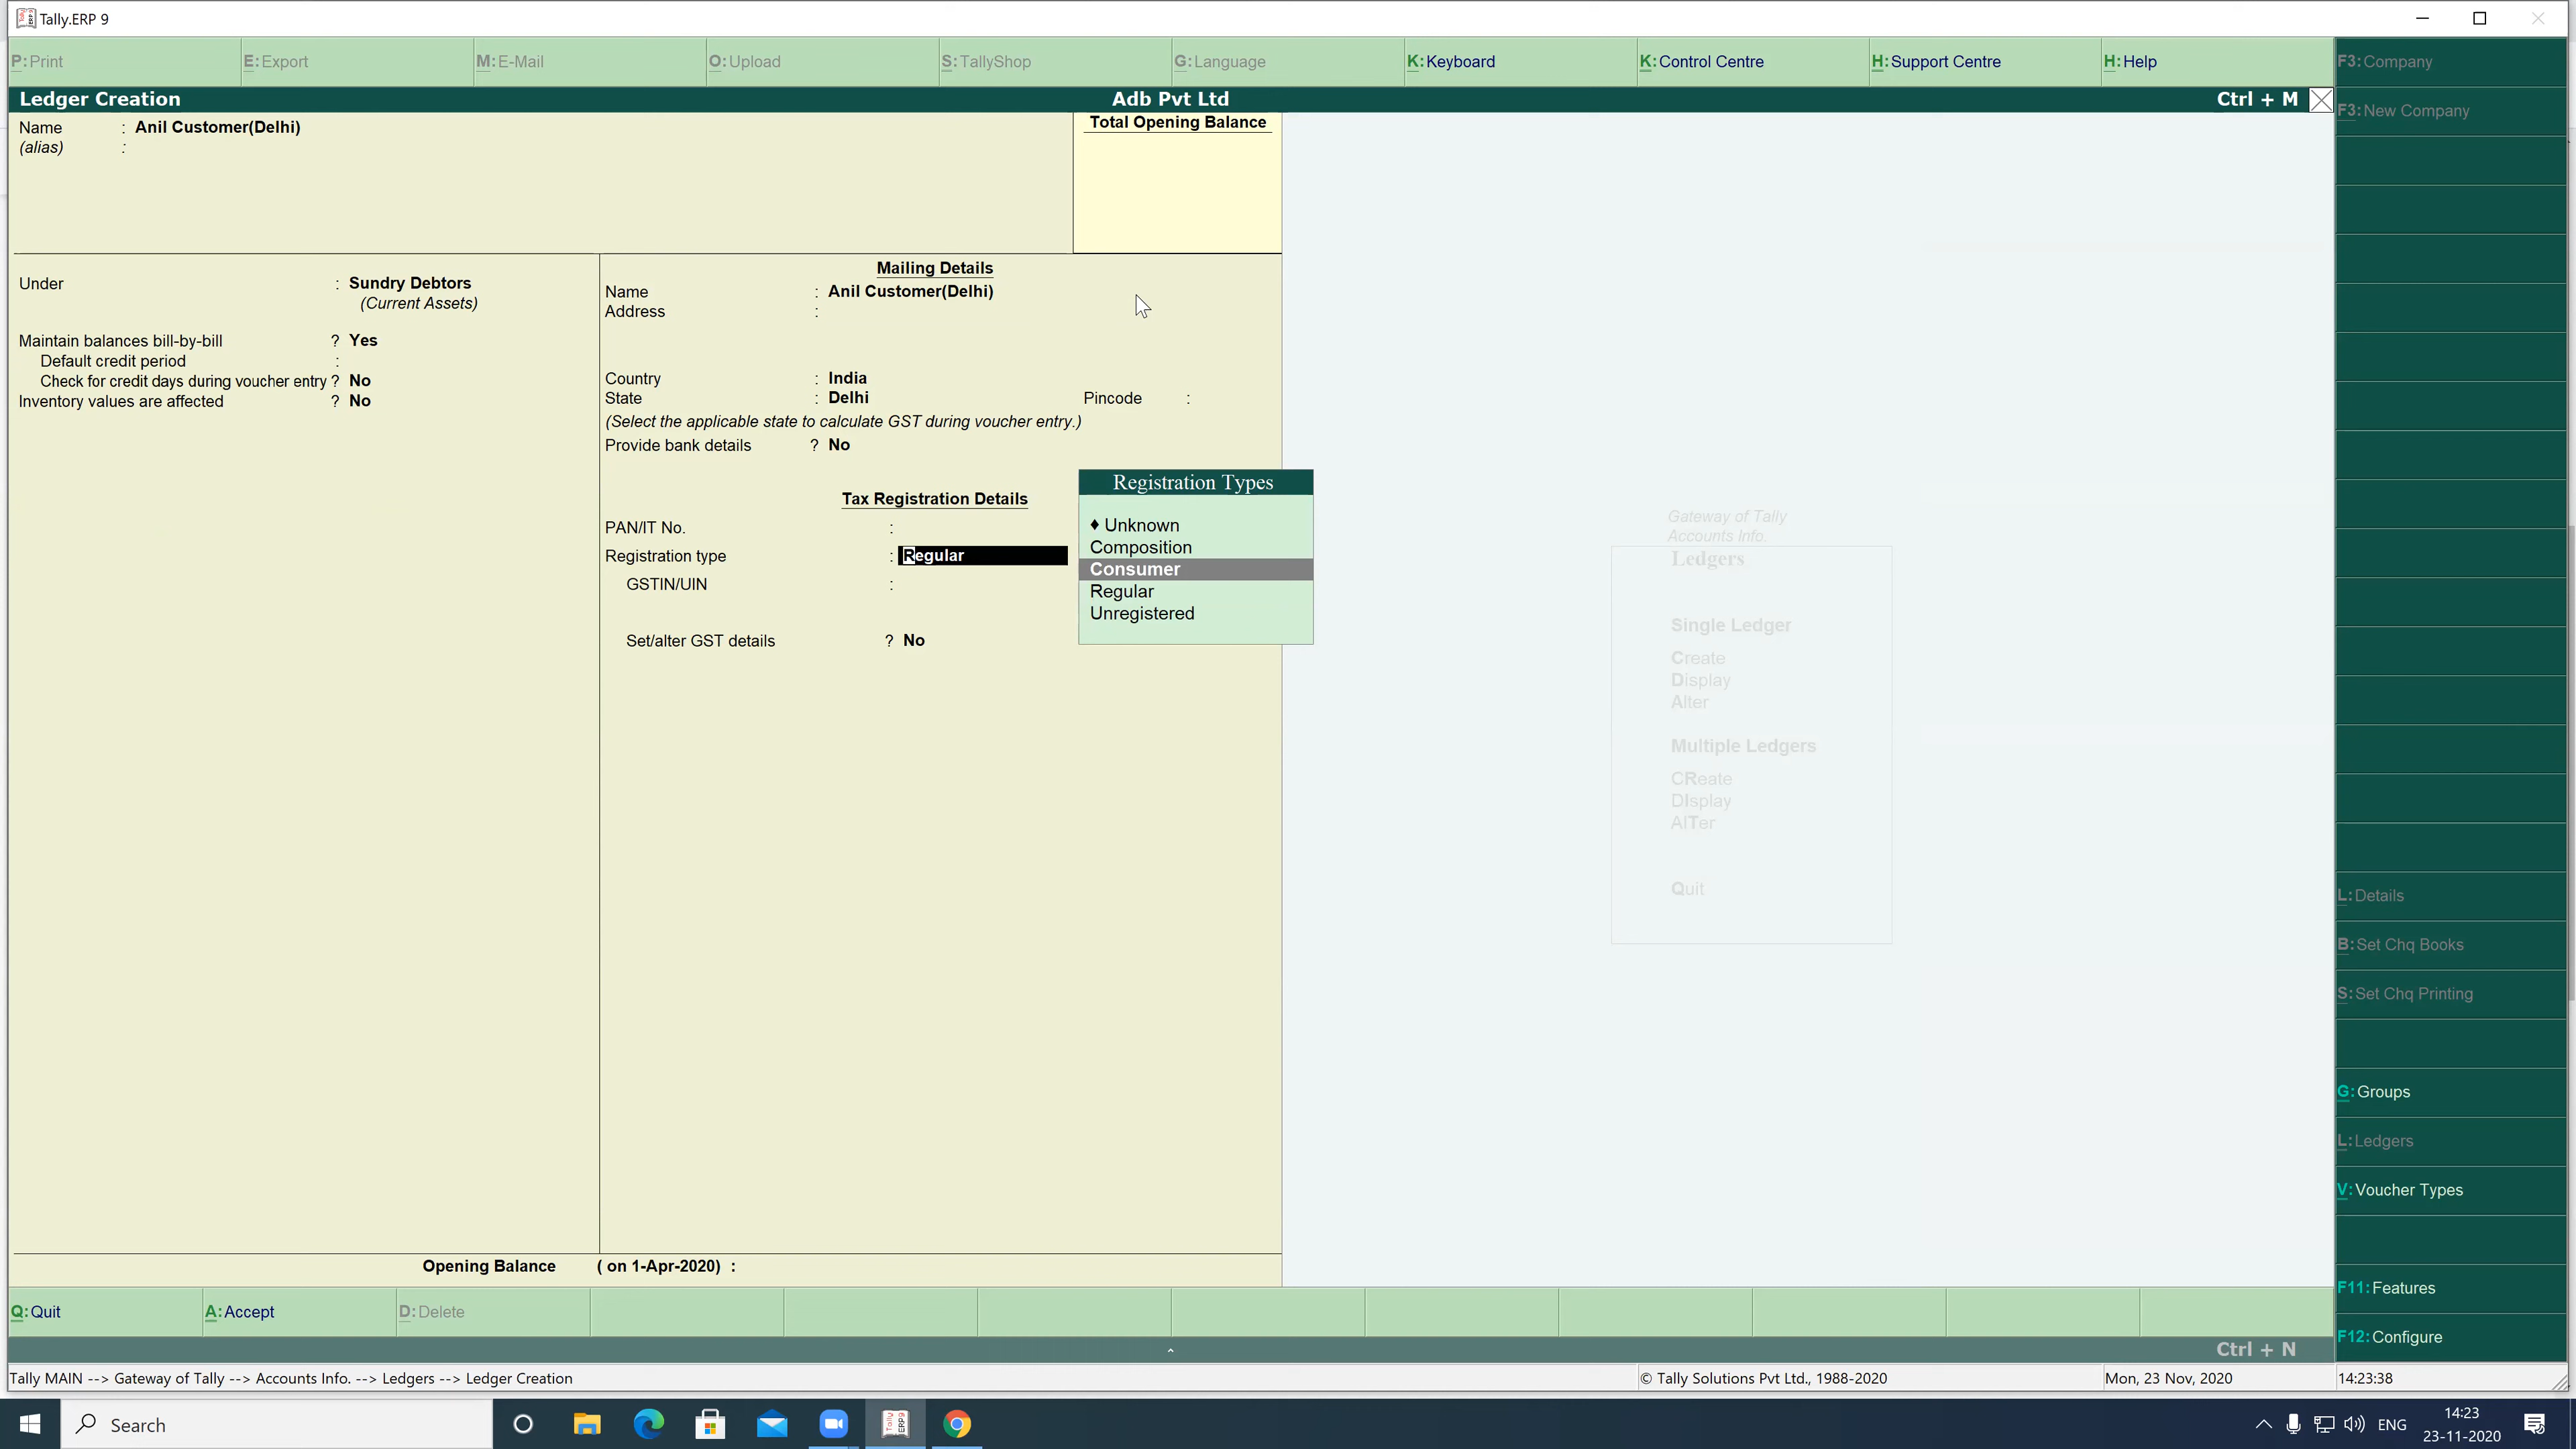 Tally.ERP 9
P: Print E: Export M: E-Mail O: Upload S: TallyShop G: Language K: Keyboard K: Control Centre H: Support Centre H: Help
F3: Company
Ledger Creation Adb Pvt Ltd Ctrl + M
F3: New Company
Name : Anil Customer(Delhi)
(alias) :
Total Opening Balance
Under : Sundry Debtors
(Current Assets)
Maintain balances bill-by-bill ? Yes
Default credit period :
Check for credit days during voucher entry ? No
Inventory values are affected ? No
Mailing Details
Name : Anil Customer(Delhi)
Address :
Country : India
State : Delhi Pincode :
(Select the applicable state to calculate GST during voucher entry.)
Provide bank details ? No
Tax Registration Details
PAN/IT No. :
Registration type : Regular
GSTIN/UIN :
Set/alter GST details ? No
Registration Types
♦ Unknown
Composition
Consumer
Regular
Unregistered
Gateway of Tally
Accounts Info.
Ledgers
Single Ledger
Create
Display
Alter
Multiple Ledgers
CReate
DIsplay
AlTer
Quit
L: Details
B: Set Chq Books
S: Set Chq Printing
G: Groups
L: Ledgers
V: Voucher Types
F11: Features
F12: Configure
Opening Balance ( on 1-Apr-2020) :
Q: Quit A: Accept D: Delete
Ctrl + N
Tally MAIN --> Gateway of Tally --> Accounts Info. --> Ledgers --> Ledger Creation © Tally Solutions Pvt Ltd., 1988-2020 Mon, 23 Nov, 2020 14:23:38
Search
Tally
ERP 9
ENG
14:23
23-11-2020